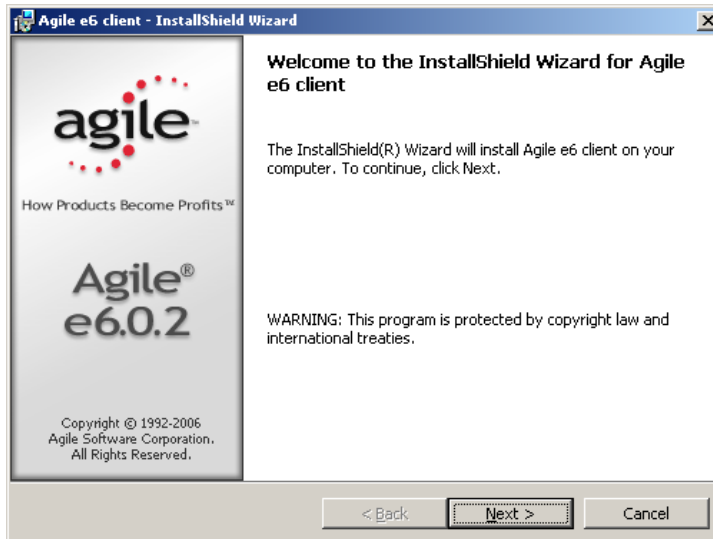 Agile e6 client - InstallShield Wizard
agile™
How Products Become Profits™
Agile®
e6.0.2
Copyright © 1992-2006
Agile Software Corporation.
All Rights Reserved.
Welcome to the InstallShield Wizard for Agile
e6 client
The InstallShield(R) Wizard will install Agile e6 client on your
computer. To continue, click Next.
WARNING: This program is protected by copyright law and
international treaties.
< Back
Next >
Cancel